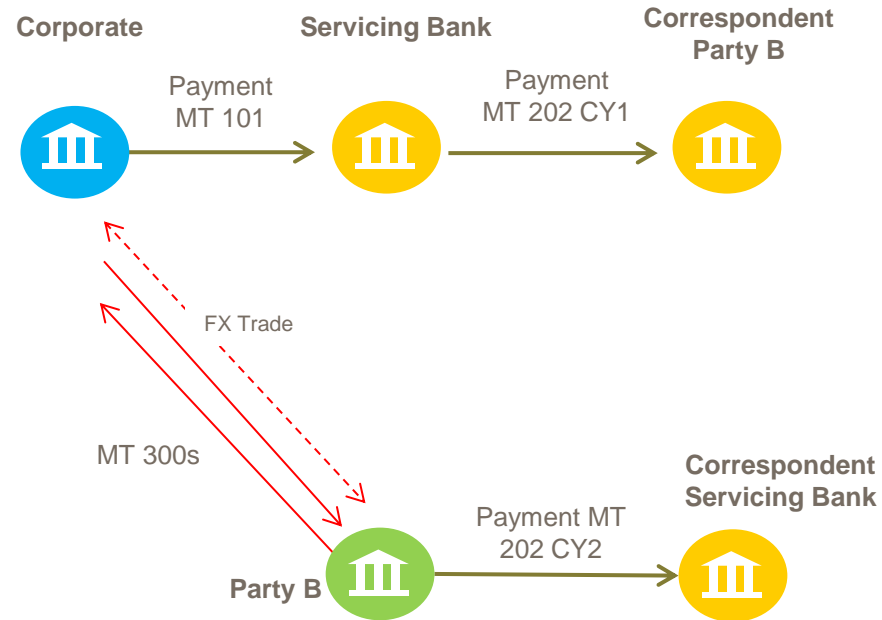 Corporate
Servicing Bank
Correspondent
Party B
Payment
MT 101
Payment
MT 202 CY1
FX Trade
MT 300s
Correspondent
Servicing Bank
Payment MT
202 CY2
Party B